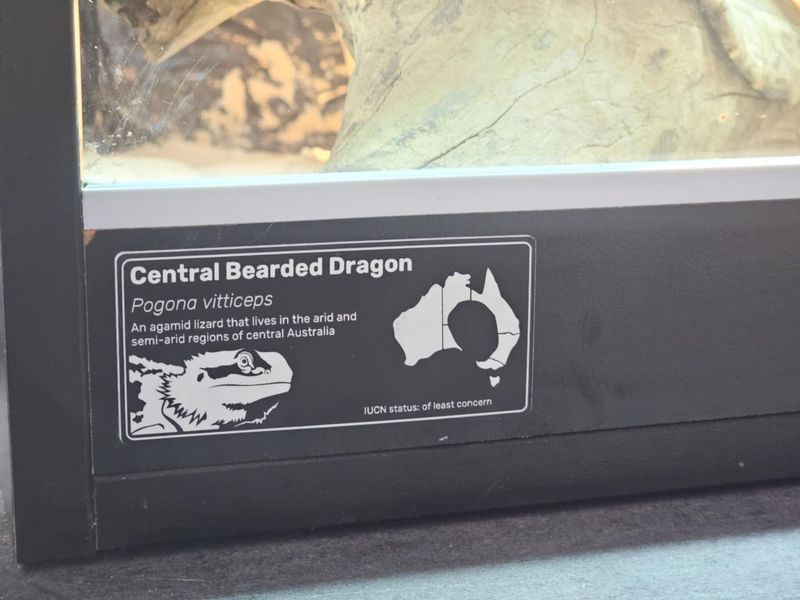 Central Bearded Dragon
Pogona vitticeps
An agamid lizard that lives in the arid and
semi-arid regions of central Australia
IUCN status: of least concern